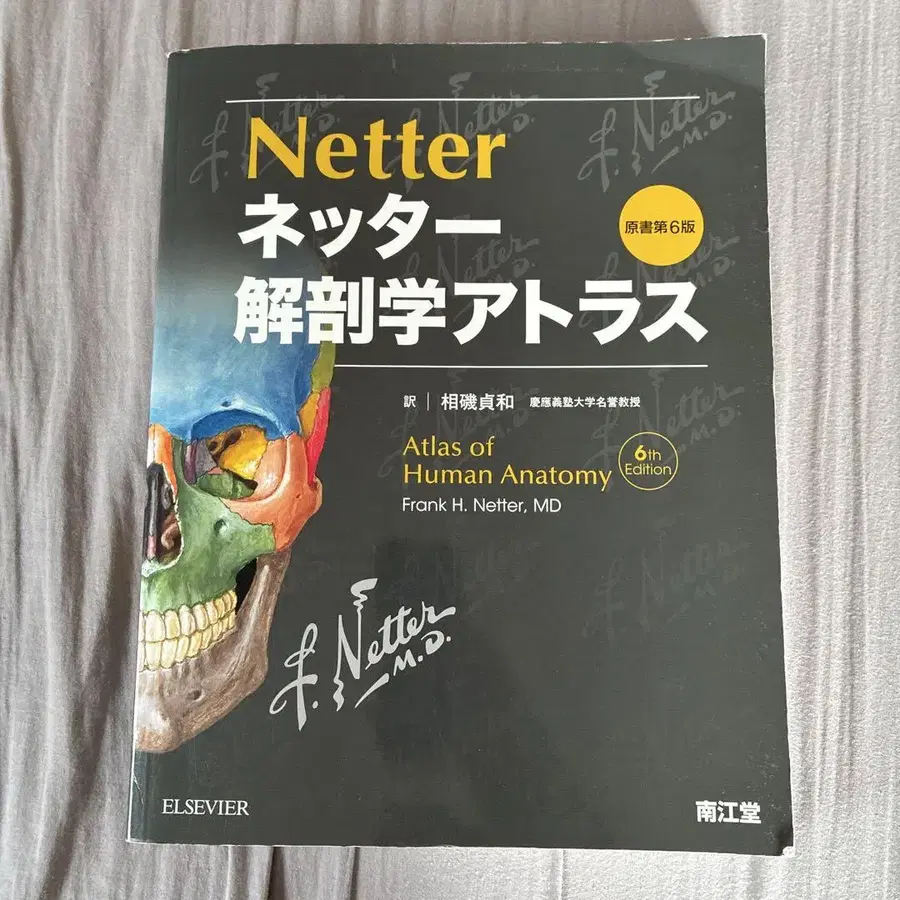 Netter
ネッター
原書第6版
解剖学アトラス
訳 | 相磯貞和 慶應義塾大学名誉教授
Atlas of
Human Anatomy
6th
Edition
Frank H. Netter, MD
F. Netter
M.D.
ELSEVIER
南江堂